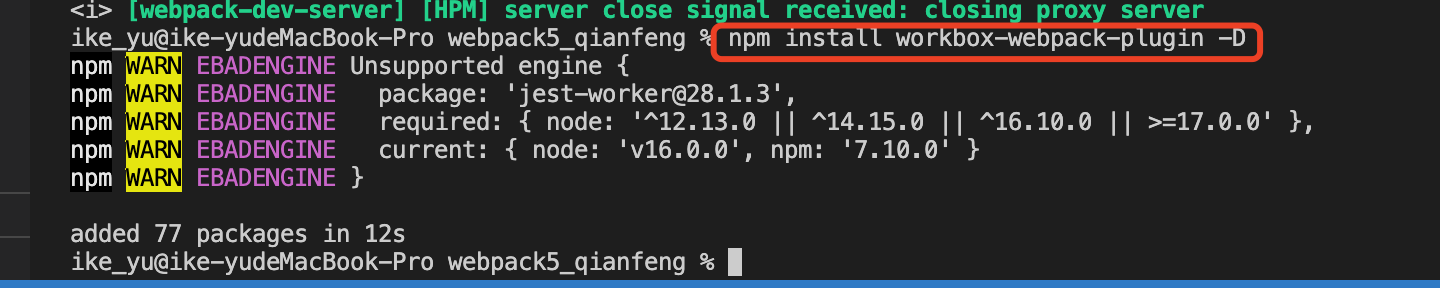 <i> [webpack-dev-server] [HPM] server close signal received: closing proxy server
ike_yu@ike-yudeMacBook-Pro webpack5_qianfeng % npm install workbox-webpack-plugin -D
npm WARN EBADENGINE Unsupported engine {
npm WARN EBADENGINE   package: 'jest-worker@28.1.3',
npm WARN EBADENGINE   required: { node: '^12.13.0 || ^14.15.0 || ^16.10.0 || >=17.0.0' },
npm WARN EBADENGINE   current: { node: 'v16.0.0', npm: '7.10.0' }
npm WARN EBADENGINE }
added 77 packages in 12s
ike_yu@ike-yudeMacBook-Pro webpack5_qianfeng %